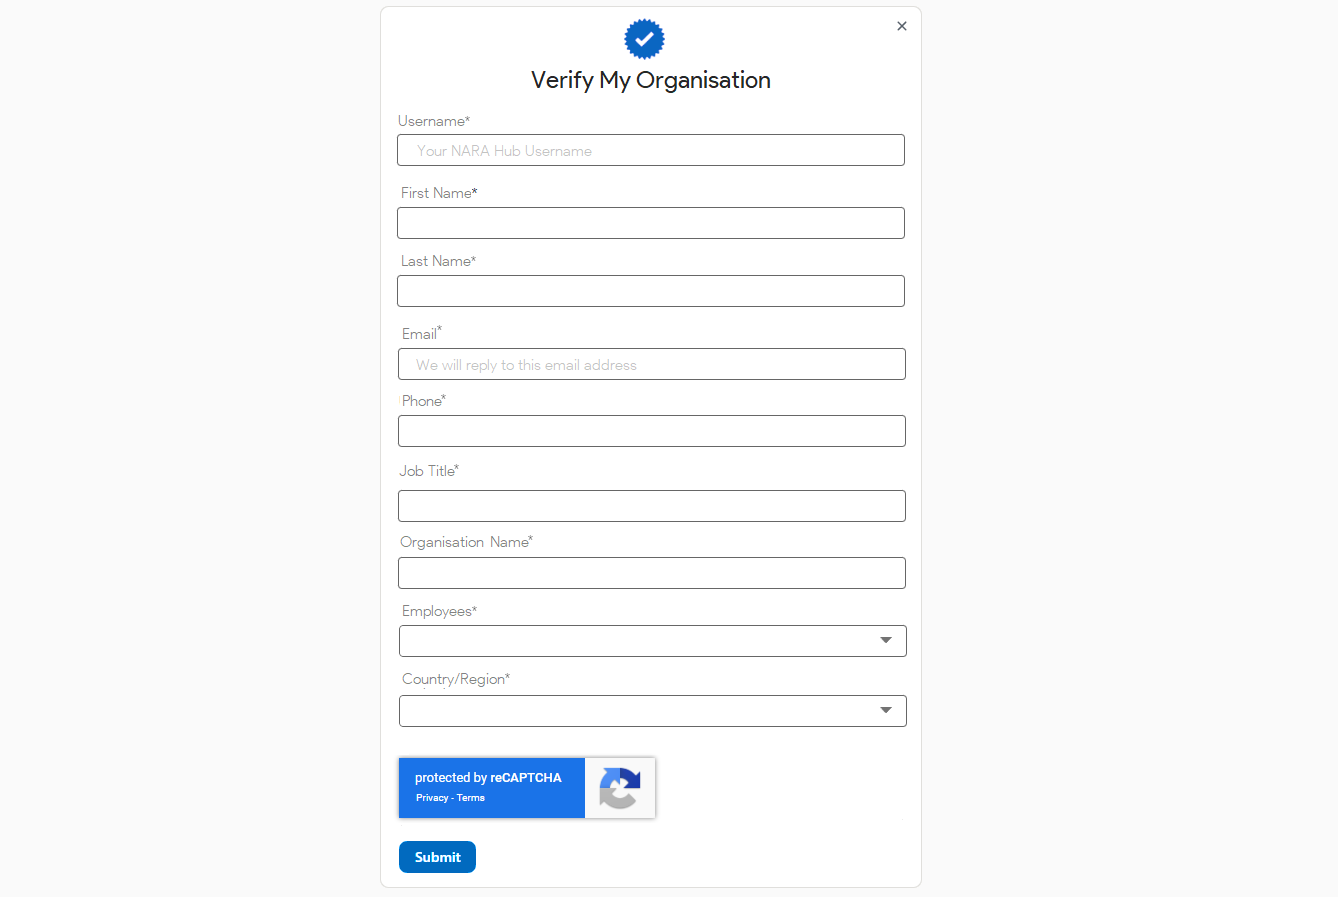 Verify My Organisation
Username*
Your NARA Hub Username
First Name*
Last Name*
Email*
We will reply to this email address
Phone*
Job Title*
Organisation Name*
Employees*
Country/Region*
protected by reCAPTCHA
Privacy - Terms
Submit